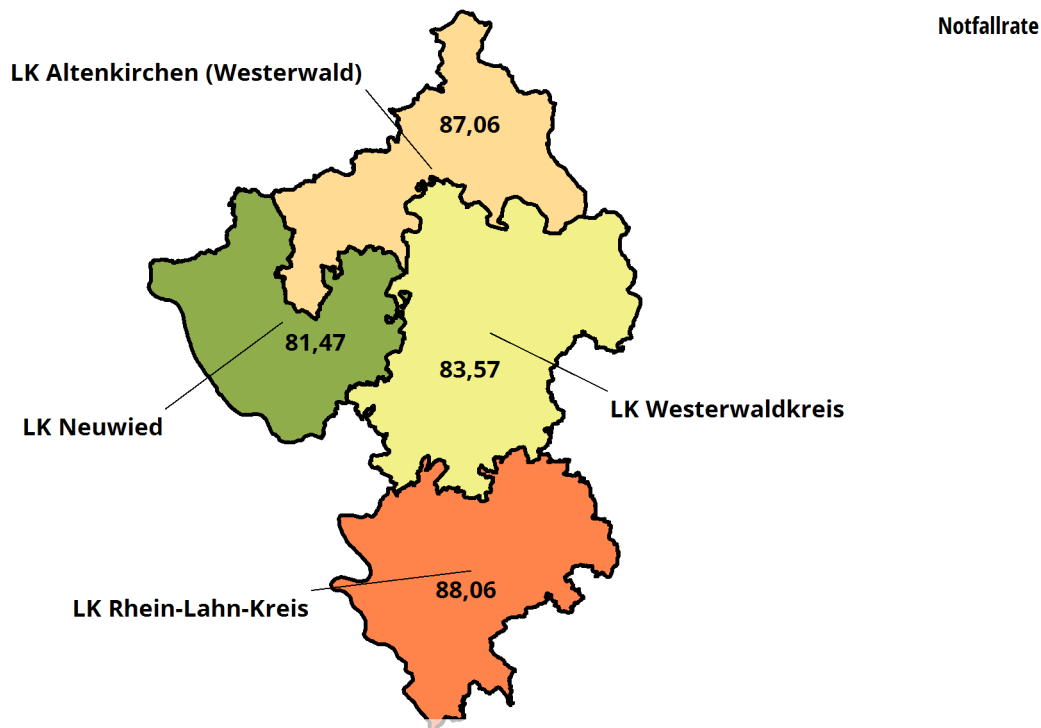 Notfallrate
LK Altenkirchen (Westerwald)
87,06
81,47
83,57
LK Westerwaldkreis
LK Neuwied
88,06
LK Rhein-Lahn-Kreis